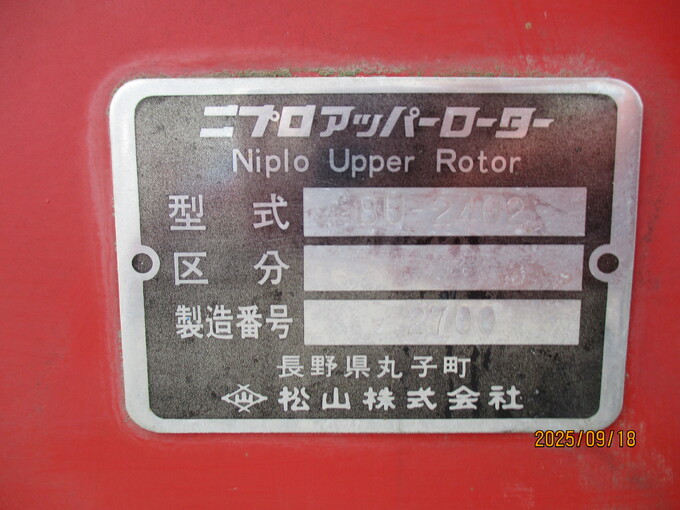 ニプロアッパーローター
Niplo Upper Rotor
型式
区分
製造番号 2700
長野県丸子町
松山株式会社
2025/09/18